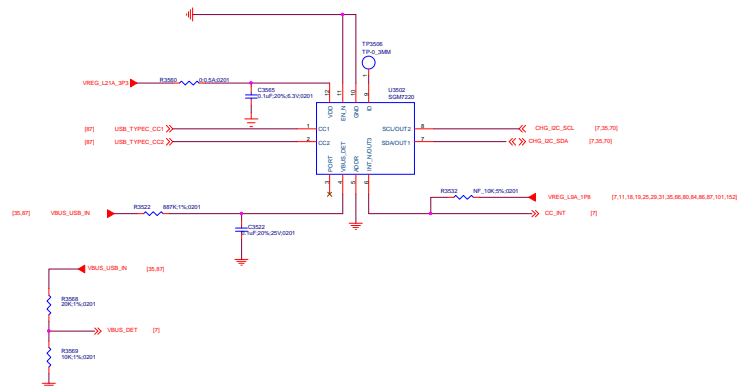 TP3506
TP-0_3MM
1
U3502
SGM7220
VREG_L21A_3P3
R3560
0:0.5A;0201
C3565
0.1uF;20%;6.3V;0201
12
11
10
9
VDD
EN_N
GND
ID
[87]
USB_TYPEC_CC1
1
CC1
SCL/OUT2
8
CHG_I2C_SCL
[7,35,70]
[87]
USB_TYPEC_CC2
2
CC2
SDA/OUT1
7
CHG_I2C_SDA
[7,35,70]
PORT
VBUS_DET
ADDR
INT_N/OUT3
3
4
5
6
R3532
NF_10K;5%;0201
VREG_L9A_1P8
[7,11,18,19,25,29,31,35,66,80,84,86,87,101,152]
[35,87]
VBUS_USB_IN
R3522
887K;1%;0201
CC_INT
[7]
C3522
0.1uF;20%;25V;0201
VBUS_USB_IN
[35,87]
R3568
20K;1%;0201
VBUS_DET
[7]
R3569
10K;1%;0201